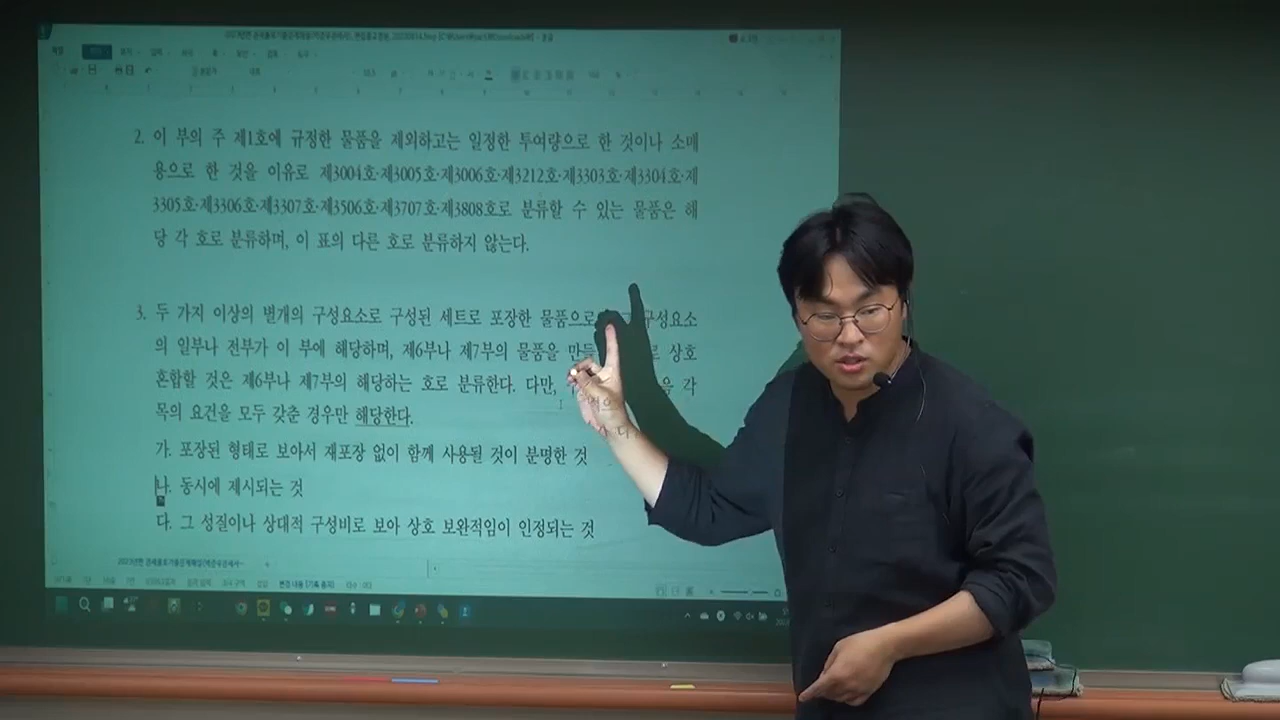 2. 이 부의 주 제1호에 규정한 물품을 제외하고는 일정한 투여량으로 한 것이나 소매
용으로 한 것을 이유로 제3004호·제3005호·제3006호·제3212호·제3303호·제3304호·제
3305호·제3306호·제3307호·제3506호·제3707호·제3808호로 분류할 수 있는 물품은 해
당 각 호로 분류하며, 이 표의 다른 호로 분류하지 않는다.
3. 두 가지 이상의 별개의 구성요소로 구성된 세트로 포장한 물품으로 구성요소
의 일부나 전부가 이 부에 해당하며, 제6부나 제7부의 물품을 상호
혼합할 것은 제6부나 제7부의 해당하는 호로 분류한다. 다만, 각
목의 요건을 모두 갖춘 경우만 해당한다.
가. 포장된 형태로 보아서 재포장 없이 함께 사용될 것이 분명한 것
나. 동시에 제시되는 것
다. 그 성질이나 상대적 구성비로 보아 상호 보완적임이 인정되는 것